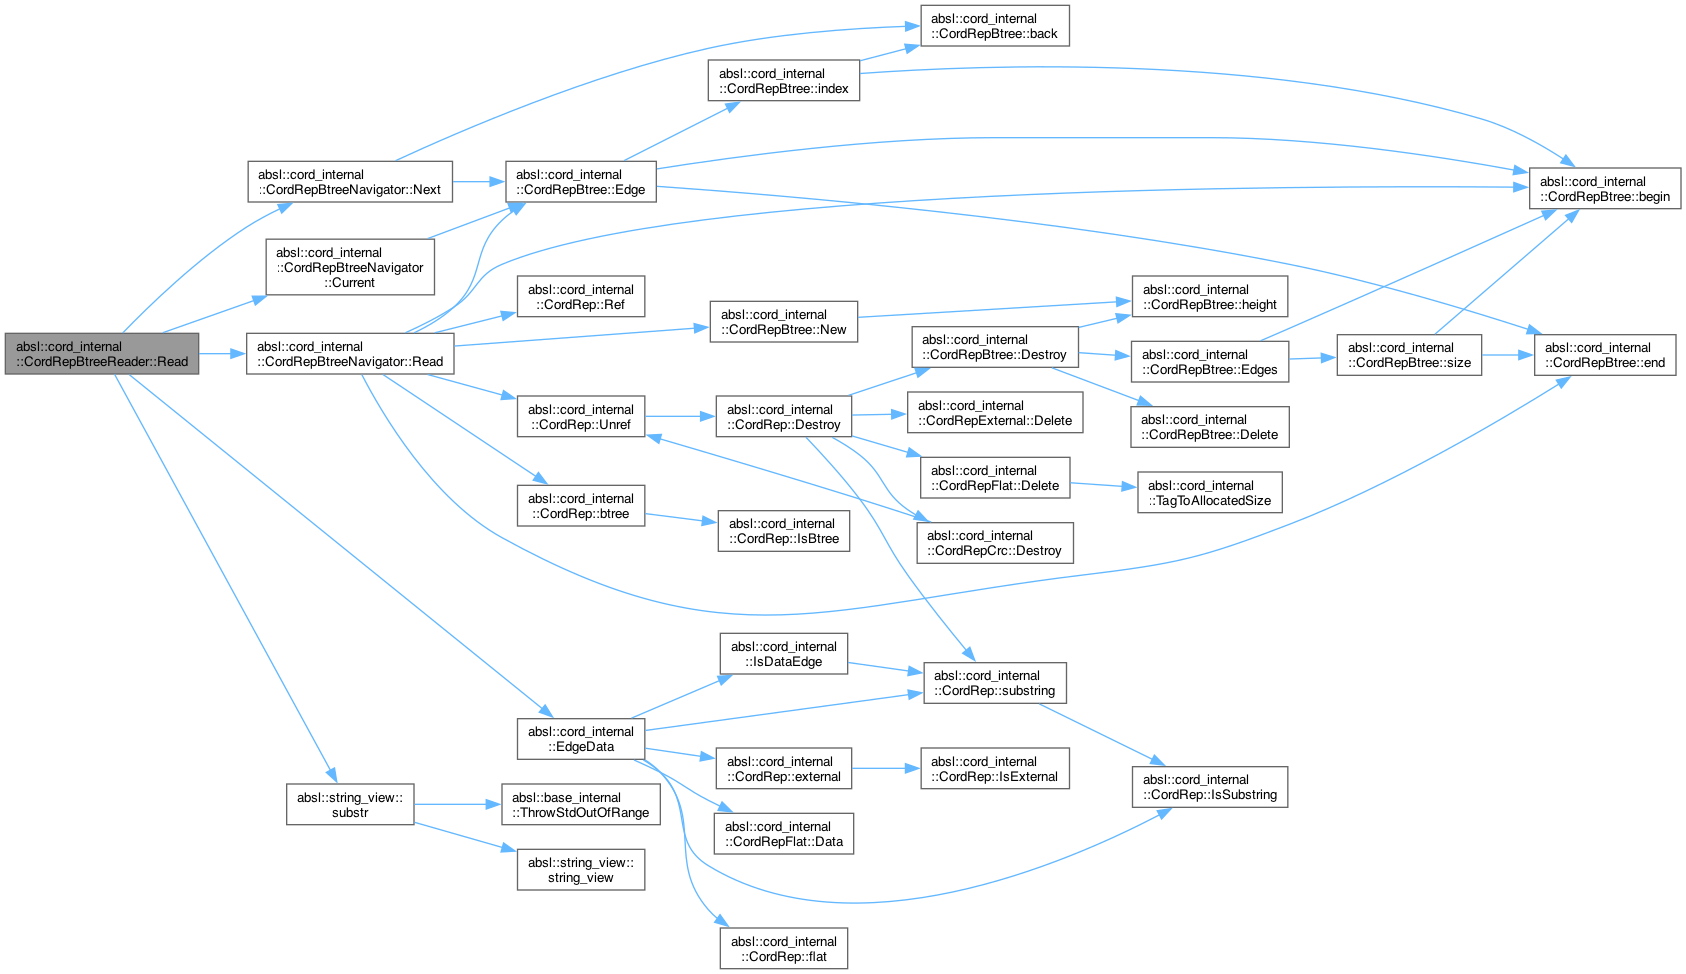 absl::cord_internal
::CordRepBtreeReader::Read
absl::cord_internal
::CordRepBtreeNavigator::Next
absl::cord_internal
::CordRepBtreeNavigator
::Current
absl::cord_internal
::CordRepBtreeNavigator::Read
absl::string_view::
substr
absl::cord_internal
::CordRepBtree::Edge
absl::cord_internal
::CordRep::Ref
absl::cord_internal
::CordRep::Unref
absl::cord_internal
::CordRep::btree
absl::cord_internal
::EdgeData
absl::base_internal
::ThrowStdOutOfRange
absl::string_view::
string_view
absl::cord_internal
::CordRepBtree::index
absl::cord_internal
::CordRepBtree::New
absl::cord_internal
::CordRep::Destroy
absl::cord_internal
::CordRep::IsBtree
absl::cord_internal
::IsDataEdge
absl::cord_internal
::CordRep::external
absl::cord_internal
::CordRepFlat::Data
absl::cord_internal
::CordRep::flat
absl::cord_internal
::CordRepBtree::back
absl::cord_internal
::CordRepBtree::Destroy
absl::cord_internal
::CordRepExternal::Delete
absl::cord_internal
::CordRepFlat::Delete
absl::cord_internal
::CordRepCrc::Destroy
absl::cord_internal
::CordRep::substring
absl::cord_internal
::CordRep::IsExternal
absl::cord_internal
::CordRepBtree::height
absl::cord_internal
::CordRepBtree::Edges
absl::cord_internal
::CordRepBtree::Delete
absl::cord_internal
::TagToAllocatedSize
absl::cord_internal
::CordRep::IsSubstring
absl::cord_internal
::CordRepBtree::size
absl::cord_internal
::CordRepBtree::begin
absl::cord_internal
::CordRepBtree::end